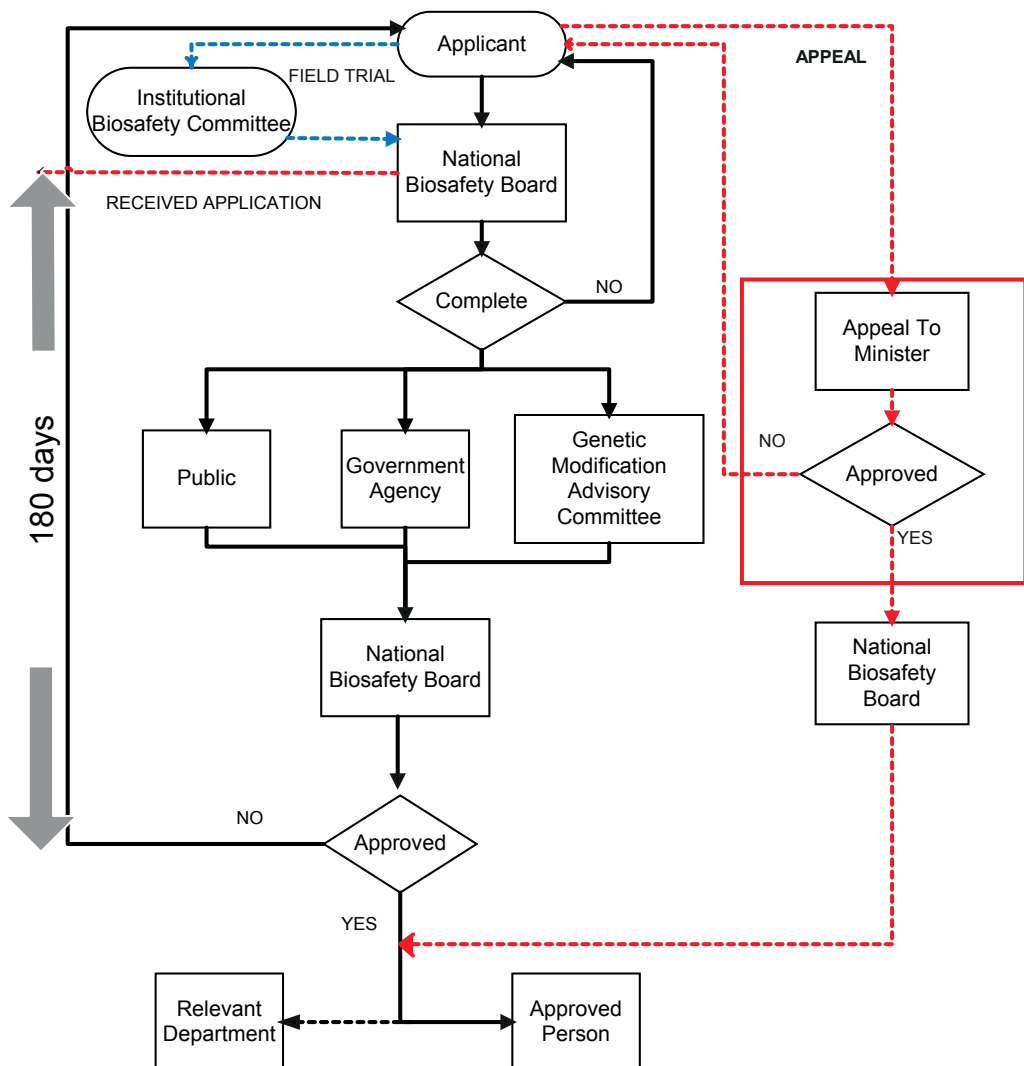 Applicant
APPEAL
FIELD TRIAL
Institutional
Biosafety Committee
National
Biosafety Board
RECEIVED APPLICATION
Complete
NO
Appeal To
Minister
180 days
Public
Government
Agency
Genetic
Modification
Advisory
Committee
NO
Approved
YES
National
Biosafety Board
National
Biosafety
Board
NO
Approved
YES
Relevant
Department
Approved
Person